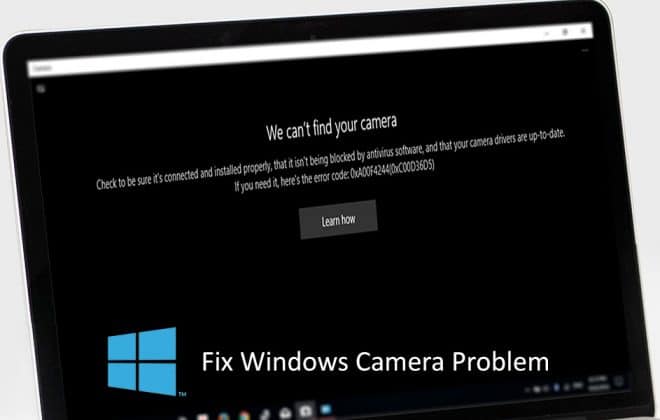 We can't find your camera
Check to be sure it's connected and installed properly, that it isn't being blocked by antivirus software, and that your camera drivers are up-to-date.
If you need it, here's the error code: 0xA00F4244(0xC00D36D5)
Learn how
Fix Windows Camera Problem
TM